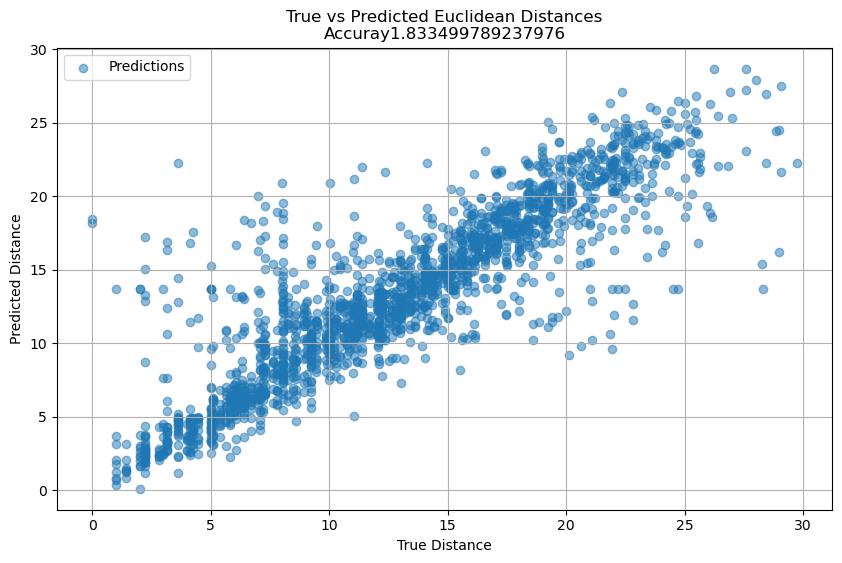 True vs Predicted Euclidean Distances
Accuray1.833499789237976
Predictions
30
25
20
15
10
5
0
Predicted Distance
0 5 10 15 20 25 30
True Distance